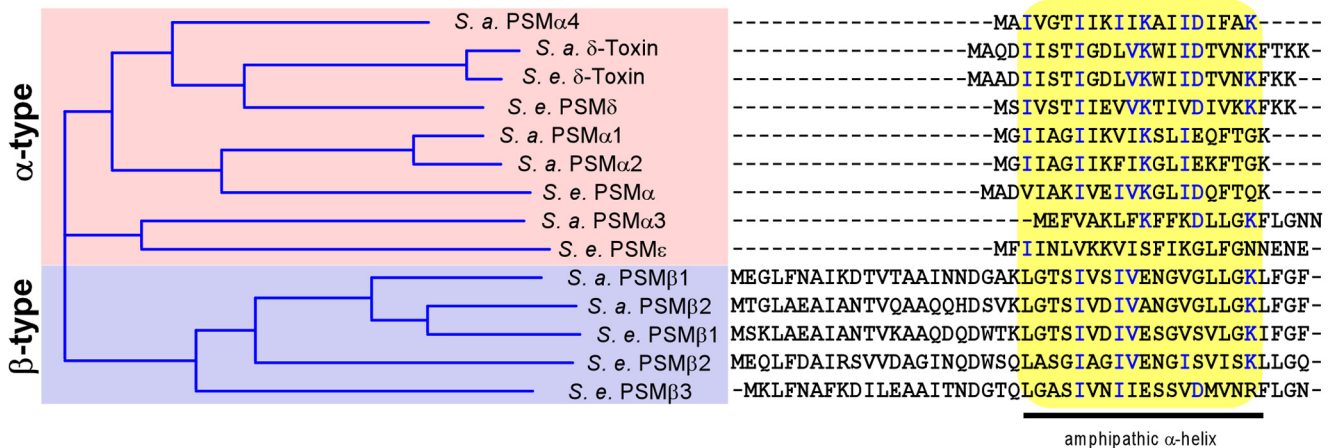 α-type
S. a. PSMα4 --------------------MAIVGTIIKIIKAIIDIFAK-----
S. a. δ-Toxin ------------------MAQDIISTIGDLVKWIIDTVNKFTKK-
S. e. δ-Toxin ------------------MAADIISTIGDLVKWIIDTVNKFKK--
S. e. PSMδ --------------------MSIVSTIIEVVKTIVDIVKKFKK--
S. a. PSMα1 --------------------MGIIAGIIKVIKSLIEQFTGK----
S. a. PSMα2 --------------------MGIIAGIIKFIKGLIEKFTGK----
S. e. PSMα -------------------MADVIAKIVEIVKGLIDQFTQK----
S. a. PSMα3 -----------------------MEFVAKLFKFFKDLLGKFLGNN
S. e. PSMε --------------------MFIINLVKKVISFIKGLFGNNENE-
β-type
S. a. PSMβ1 MEGLFNAIKDTVTAAINNDGAKLGTSIVSIVENGVGLLGKLFGF-
S. a. PSMβ2 MTGLAEAIANTVQAAQQHDSVKLGTSIVDIVANGVGLLGKLFGF-
S. e. PSMβ1 MSKLAEAIANTVKAAQDQDWTKLGTSIVDIVESGVSVLGKIFGF-
S. e. PSMβ2 MEQLFDAIRSVVDAGINQDWSQLASGIAGIVENGISVISKLLGQ-
S. e. PSMβ3 -MKLFNAFKDILEAAITNDGTQLGASIVNIIESSVDMVNRFLGN-
amphipathic α-helix